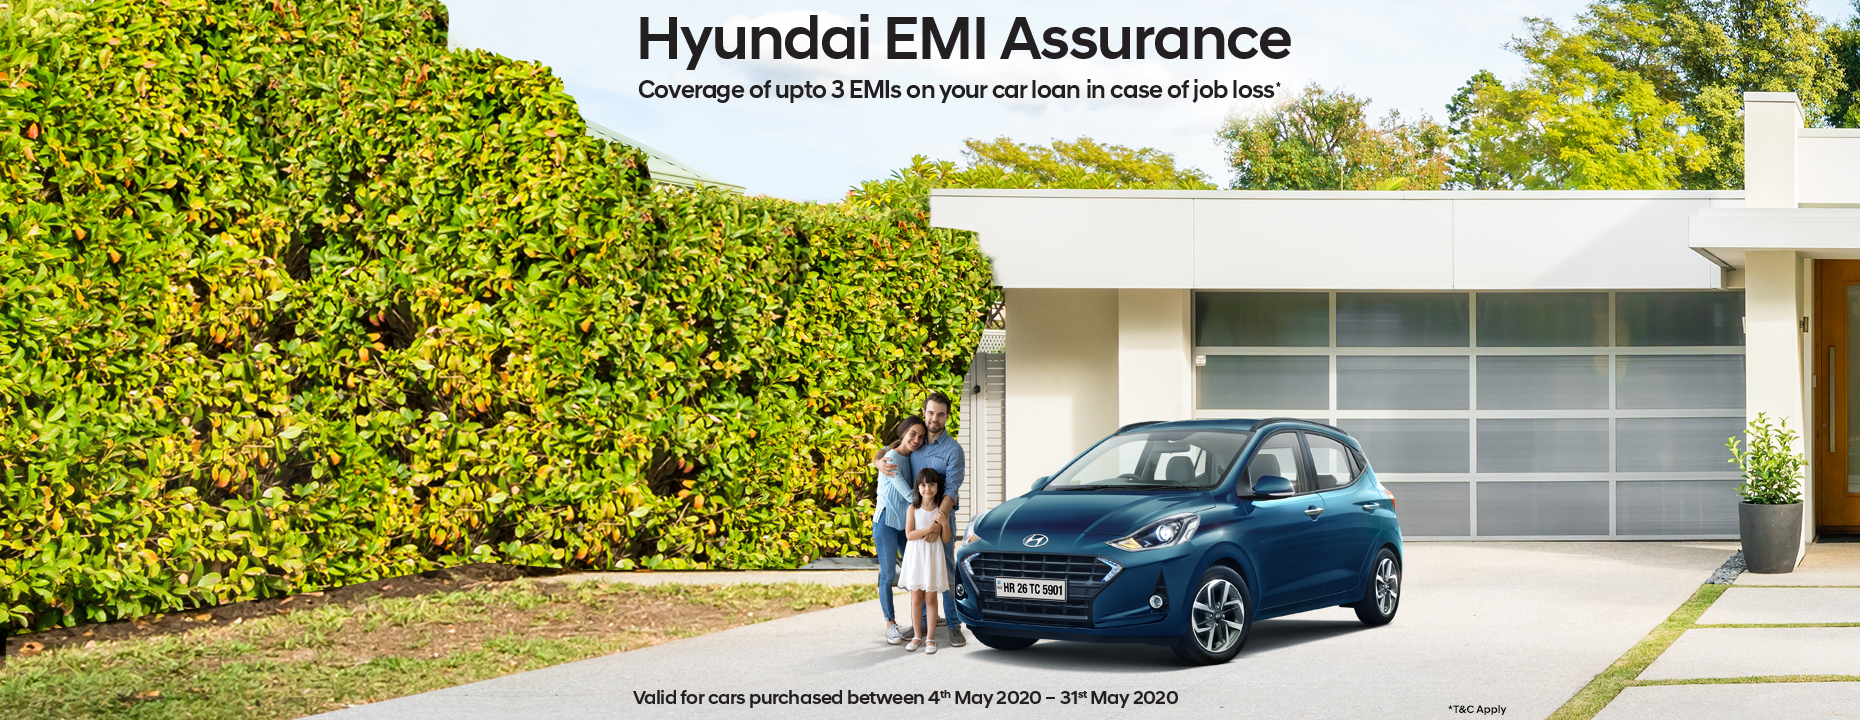 Hyundai EMI Assurance
Coverage of upto 3 EMIs on your car loan in case of job loss*
HR 26 TC 5901
Valid for cars purchased between 4th May 2020 – 31st May 2020
*T&C Apply